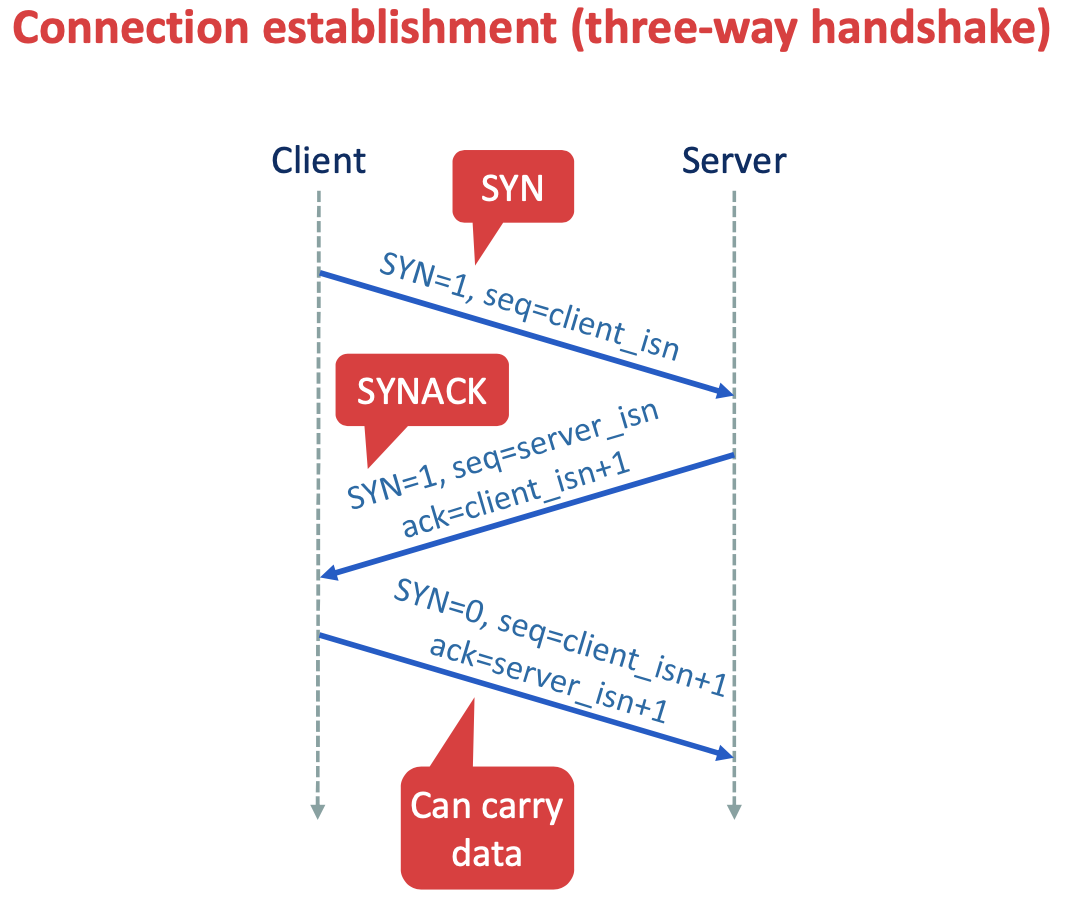 Connection establishment (three-way handshake)
Client
Server
SYN
SYN=1, seq=client_isn
SYNACK
SYN=1, seq=server_isn
ack=client_isn+1
SYN=0, seq=client_isn+1
ack=server_isn+1
Can carry
data